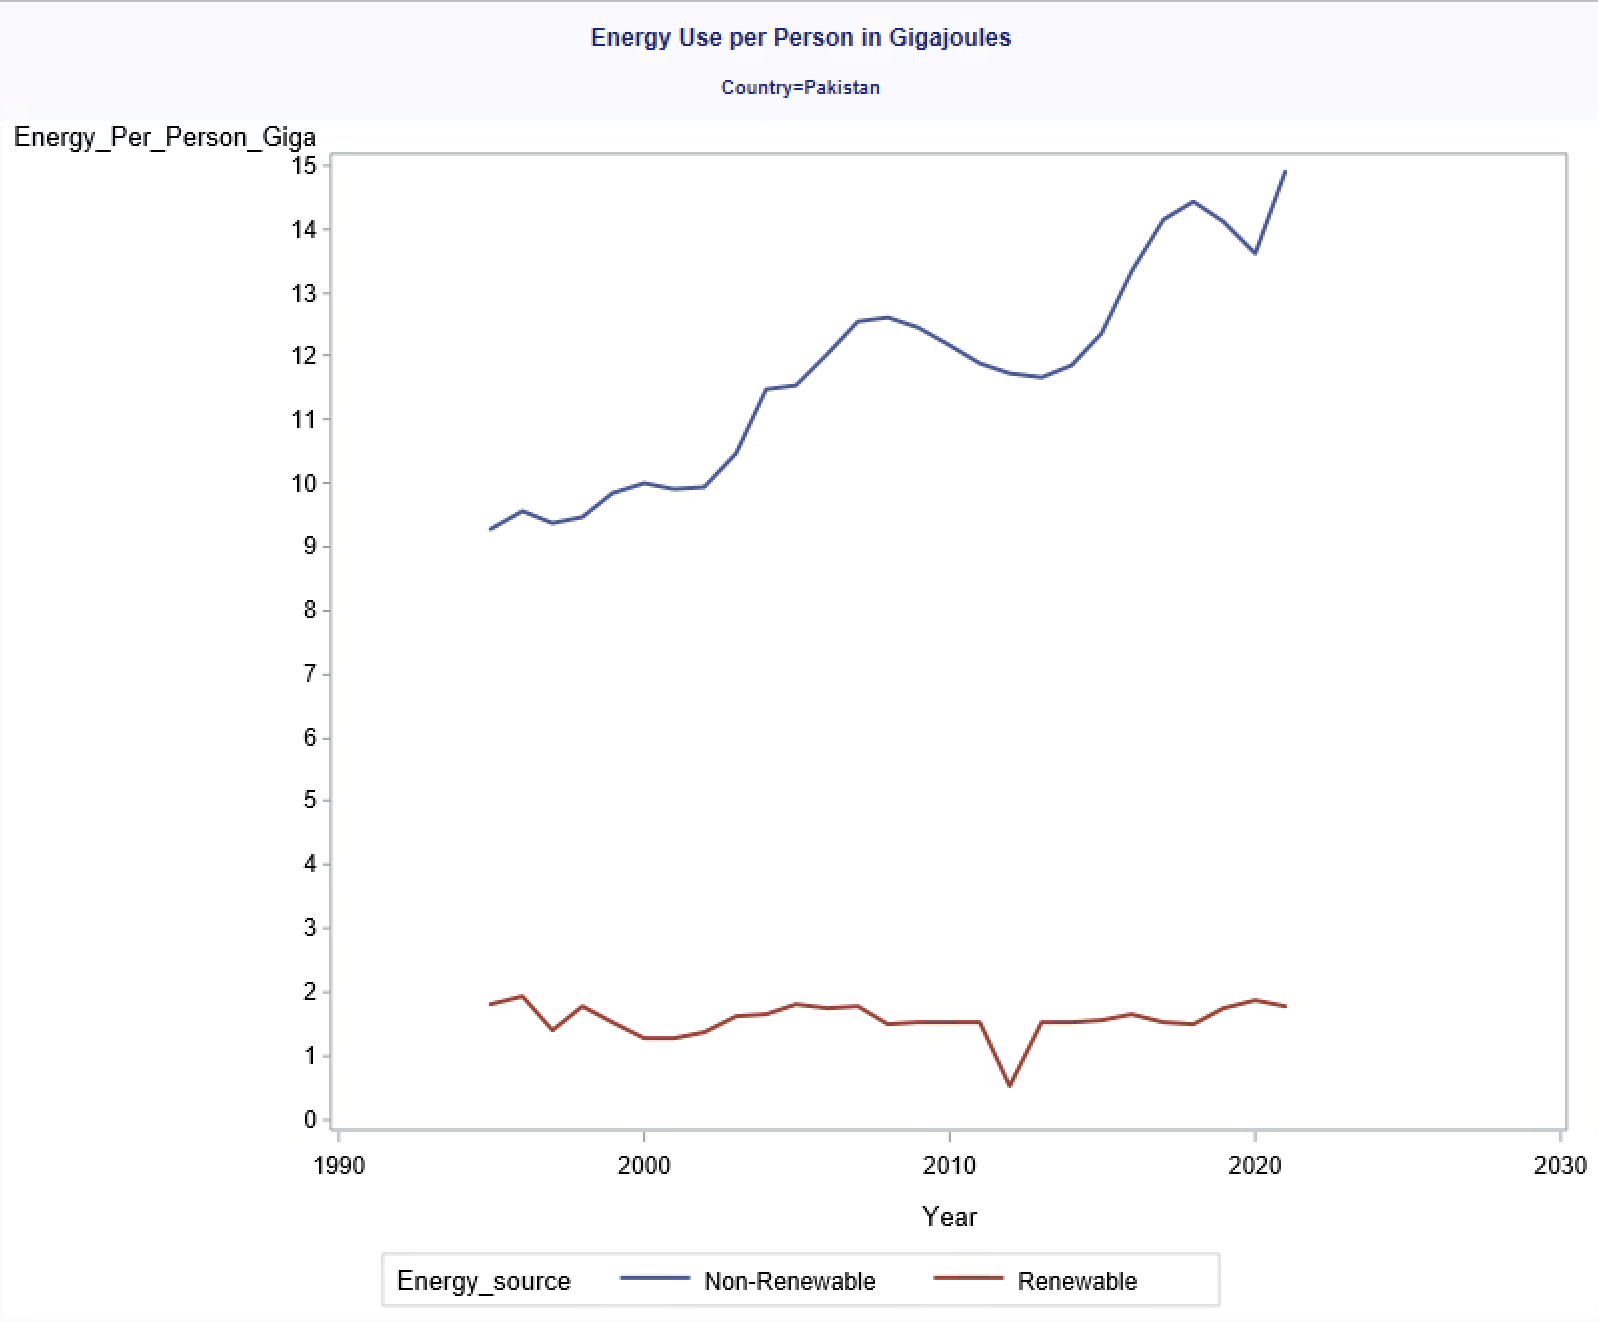 Energy Use per Person in Gigajoules
Country=Pakistan
Energy_Per_Person_Giga
15
14
13
12
11
10
9
8
7
6
5
4
3
2
1
0
1990 2000 2010 2020 2030
Year
Energy_source Non-Renewable Renewable